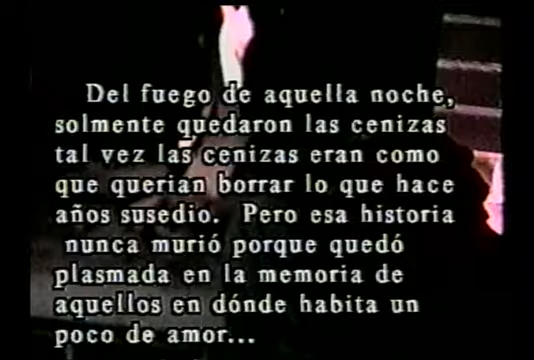 Del fuego de aquella noche,
solmente quedaron las cenizas
tal vez las cenizas eran como
que querian borrar lo que hace
años susedio. Pero esa historia
nunca murió porque quedó
plasmada en la memoria de
aquellos en dónde habita un
poco de amor...